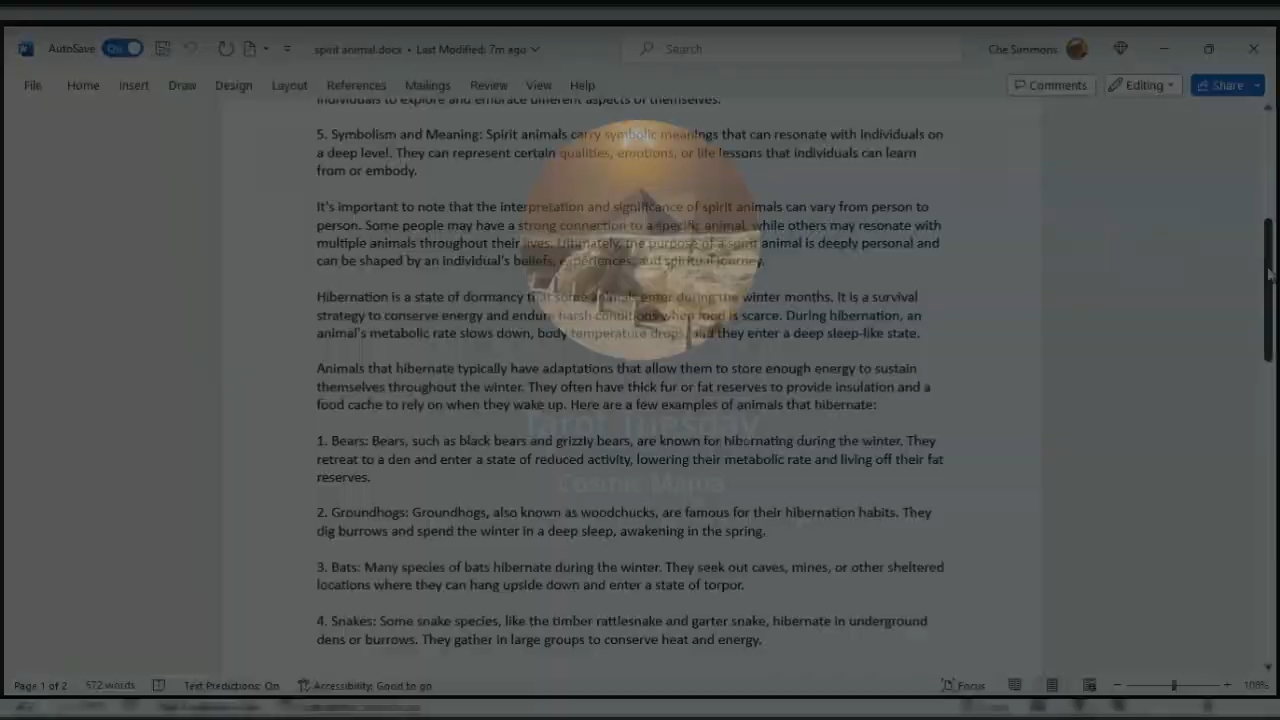 AutoSave On spirit animal.docx • Last Modified: 7m ago Search Che Simmons
File Home Insert Draw Design Layout References Mailings Review View Help Comments Editing Share
individuals to explore and embrace different aspects of themselves.
5. Symbolism and Meaning: Spirit animals carry symbolic meanings that can resonate with individuals on
a deep level. They can represent certain qualities, emotions, or life lessons that individuals can learn
from or embody.
It's important to note that the interpretation and significance of spirit animals can vary from person to
person. Some people may have a strong connection to a specific animal, while others may resonate with
multiple animals throughout their lives. Ultimately, the purpose of a spirit animal is deeply personal and
can be shaped by an individual's beliefs, experiences, and spiritual journey.
Hibernation is a state of dormancy that some animals enter during the winter months. It is a survival
strategy to conserve energy and endure harsh conditions when food is scarce. During hibernation, an
animal's metabolic rate slows down, body temperature drops, and they enter a deep sleep-like state.
Animals that hibernate typically have adaptations that allow them to store enough energy to sustain
themselves throughout the winter. They often have thick fur or fat reserves to provide insulation and a
food cache to rely on when they wake up. Here are a few examples of animals that hibernate:
Tarot Tuesday
1. Bears: Bears, such as black bears and grizzly bears, are known for hibernating during the winter. They
retreat to a den and enter a state of reduced activity, lowering their metabolic rate and living off their fat
reserves.
Cosmic Mama
2. Groundhogs: Groundhogs, also known as woodchucks, are famous for their hibernation habits. They
dig burrows and spend the winter in a deep sleep, awakening in the spring.
3. Bats: Many species of bats hibernate during the winter. They seek out caves, mines, or other sheltered
locations where they can hang upside down and enter a state of torpor.
4. Snakes: Some snake species, like the timber rattlesnake and garter snake, hibernate in underground
dens or burrows. They gather in large groups to conserve heat and energy.
Page 1 of 2 572 words Text Predictions: On Accessibility: Good to go Focus 108%